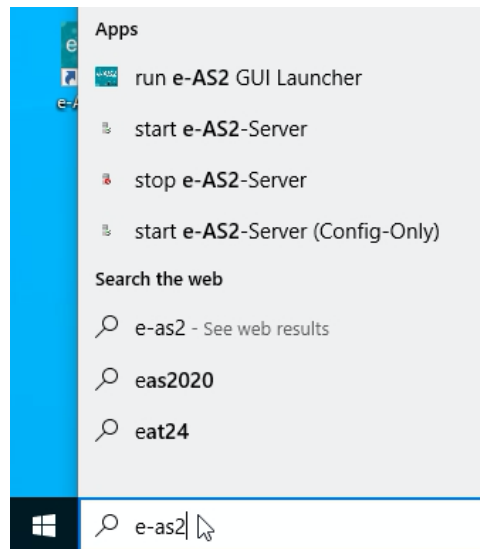 Apps
run e-AS2 GUI Launcher
start e-AS2-Server
stop e-AS2-Server
start e-AS2-Server (Config-Only)
Search the web
e-as2 - See web results
eas2020
eat24
e-as2